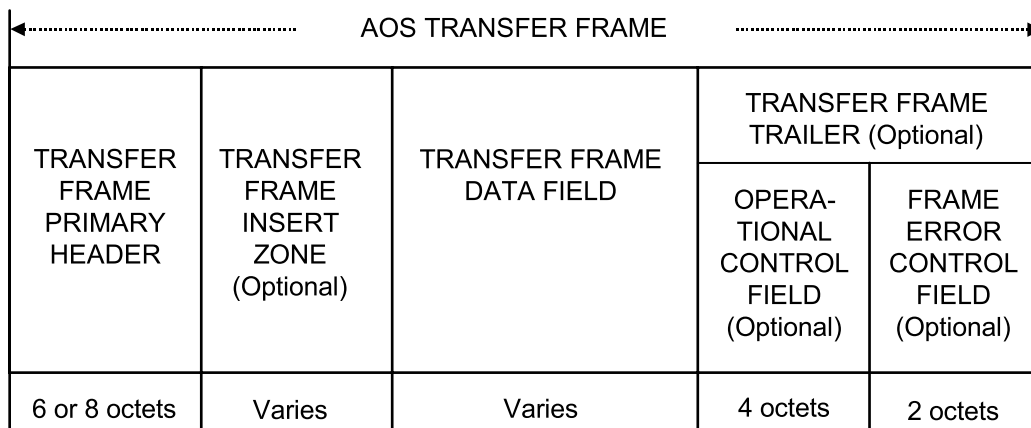 AOS TRANSFER FRAME
TRANSFER
FRAME
PRIMARY
HEADER
TRANSFER
FRAME
INSERT
ZONE
(Optional)
TRANSFER FRAME
DATA FIELD
TRANSFER FRAME
TRAILER (Optional)
OPERA-
TIONAL
CONTROL
FIELD
(Optional)
FRAME
ERROR
CONTROL
FIELD
(Optional)
6 or 8 octets
Varies
Varies
4 octets
2 octets